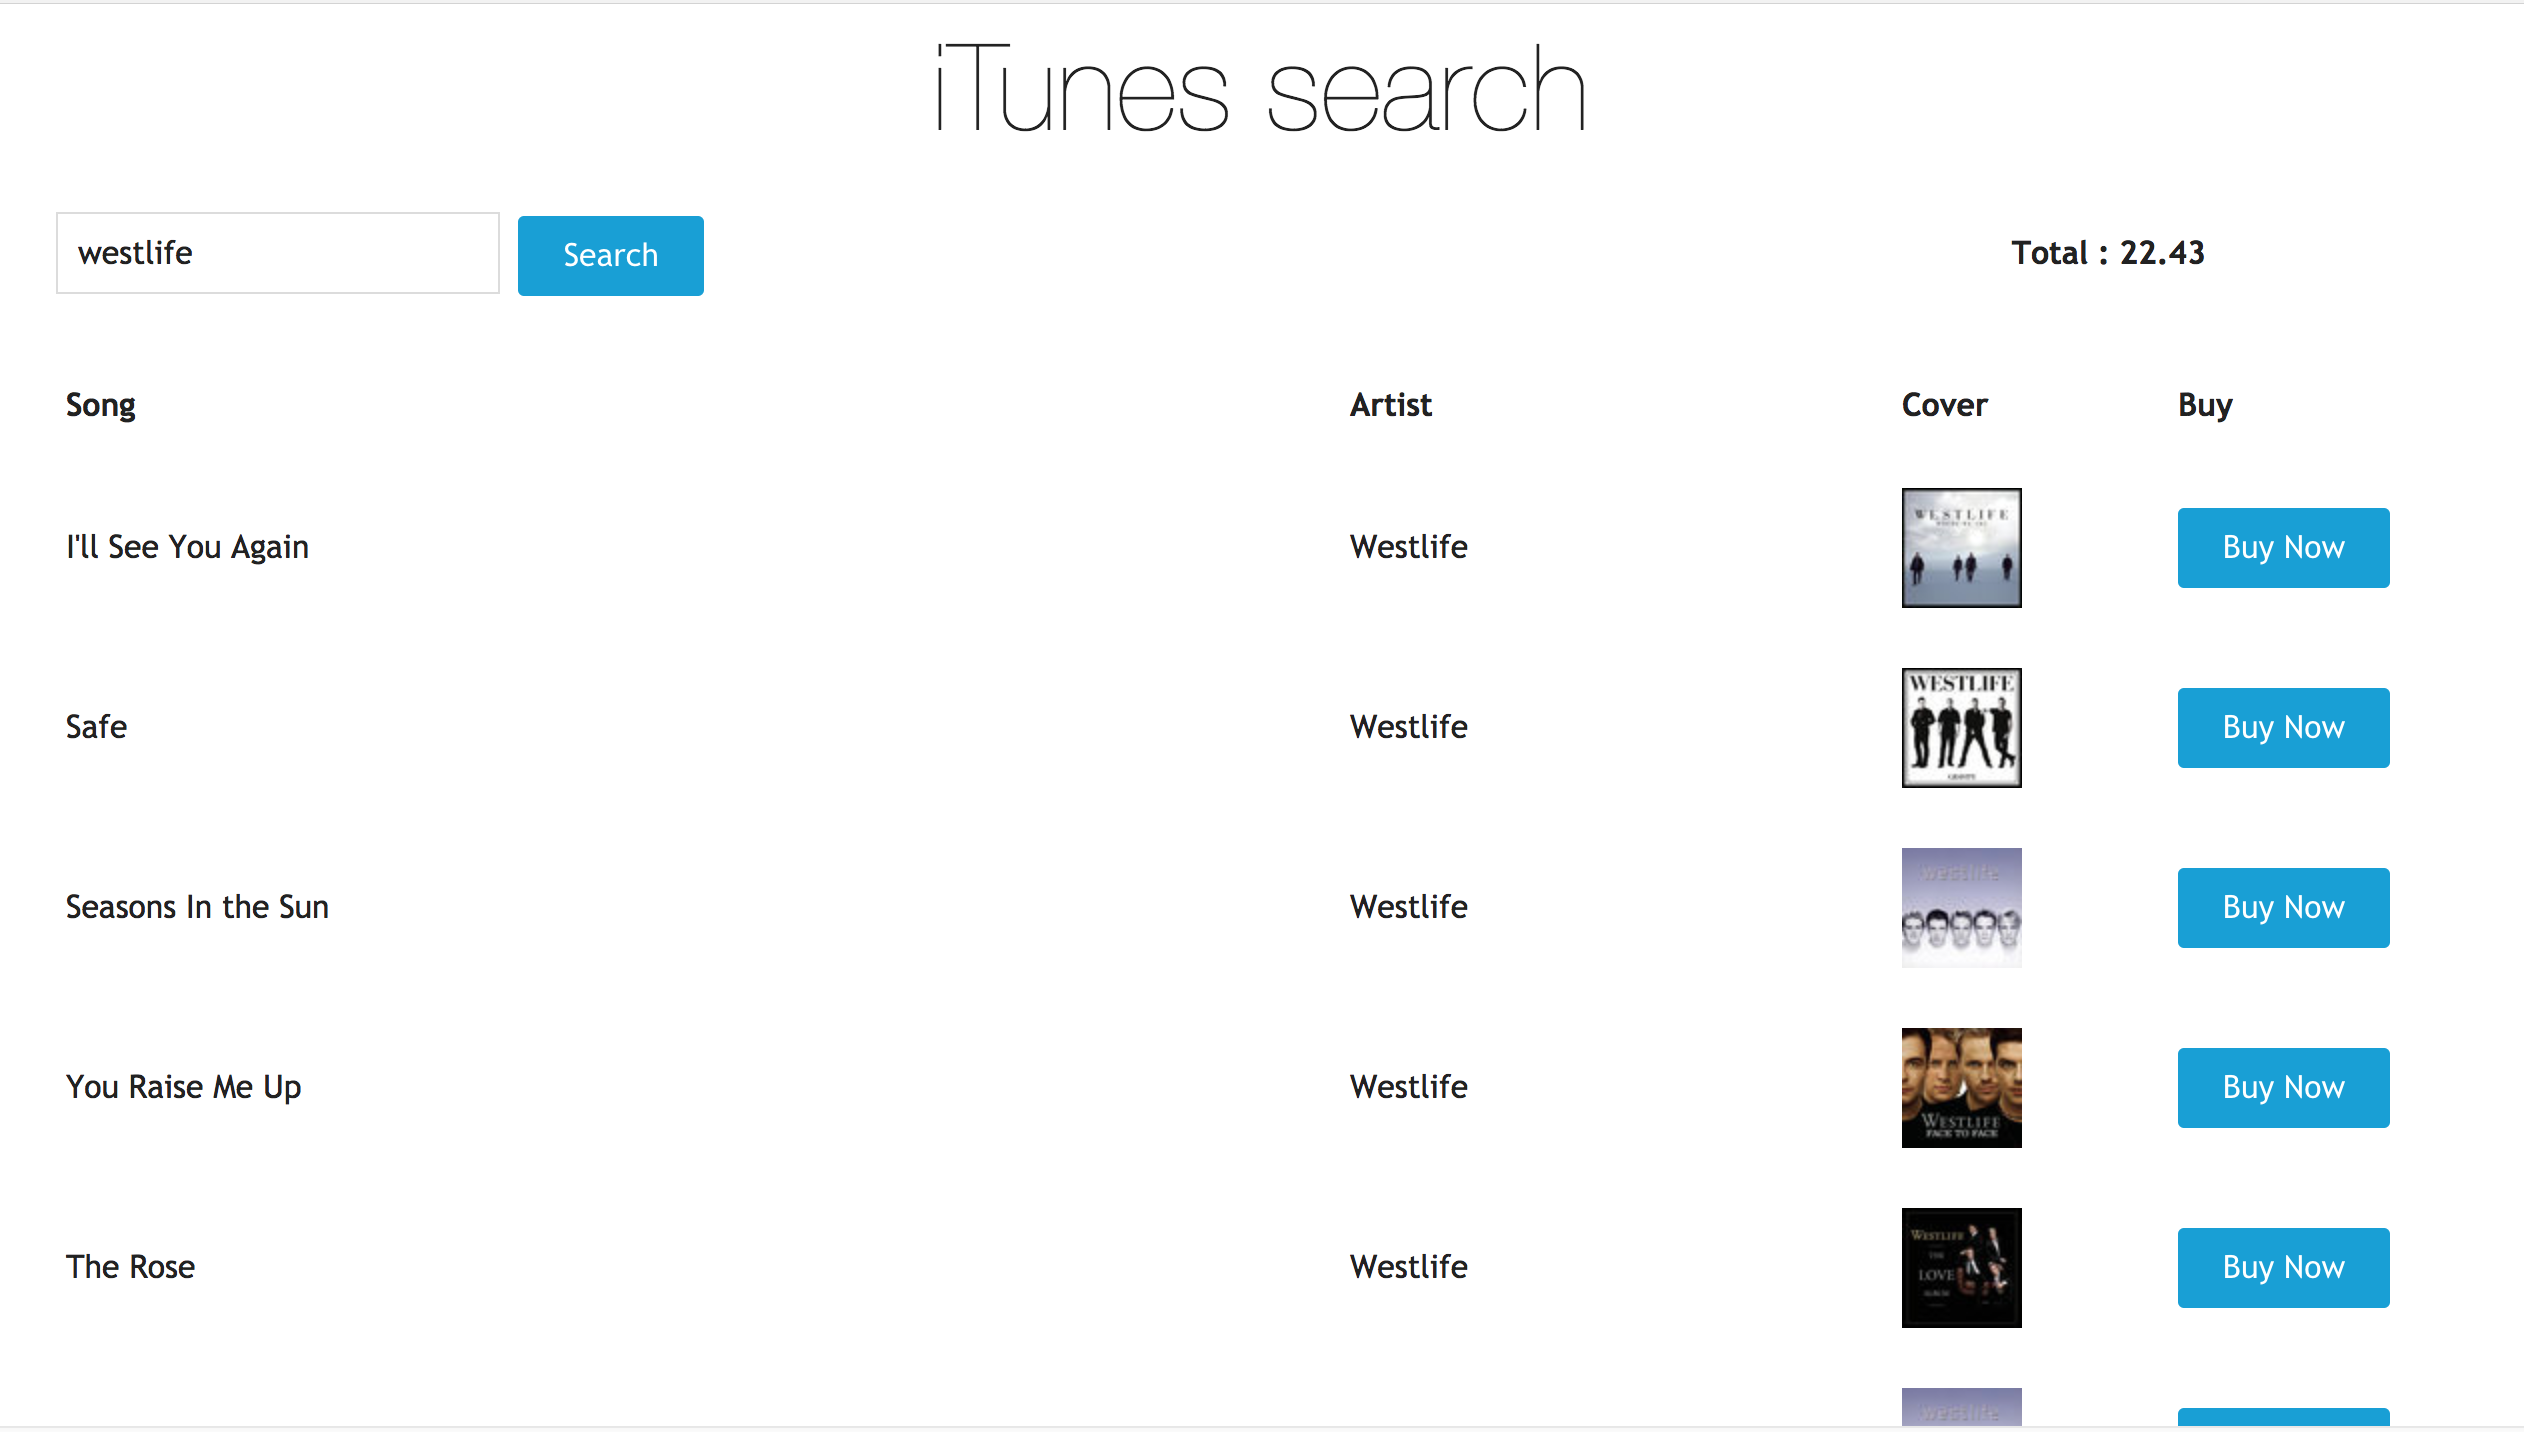 iTunes search
westlife
Search
Total : 22.43
Song Artist Cover Buy
WESTLIFE
I'll See You Again Westlife Buy Now
WESTLIFE
Safe Westlife Buy Now
GRAVITY
westlife
Seasons In the Sun Westlife Buy Now
You Raise Me Up Westlife Buy Now
WESTLIFE
FACE TO FACE
WESTLIFE
THE
The Rose Westlife Buy Now
LOVE
ALBUM
westlife